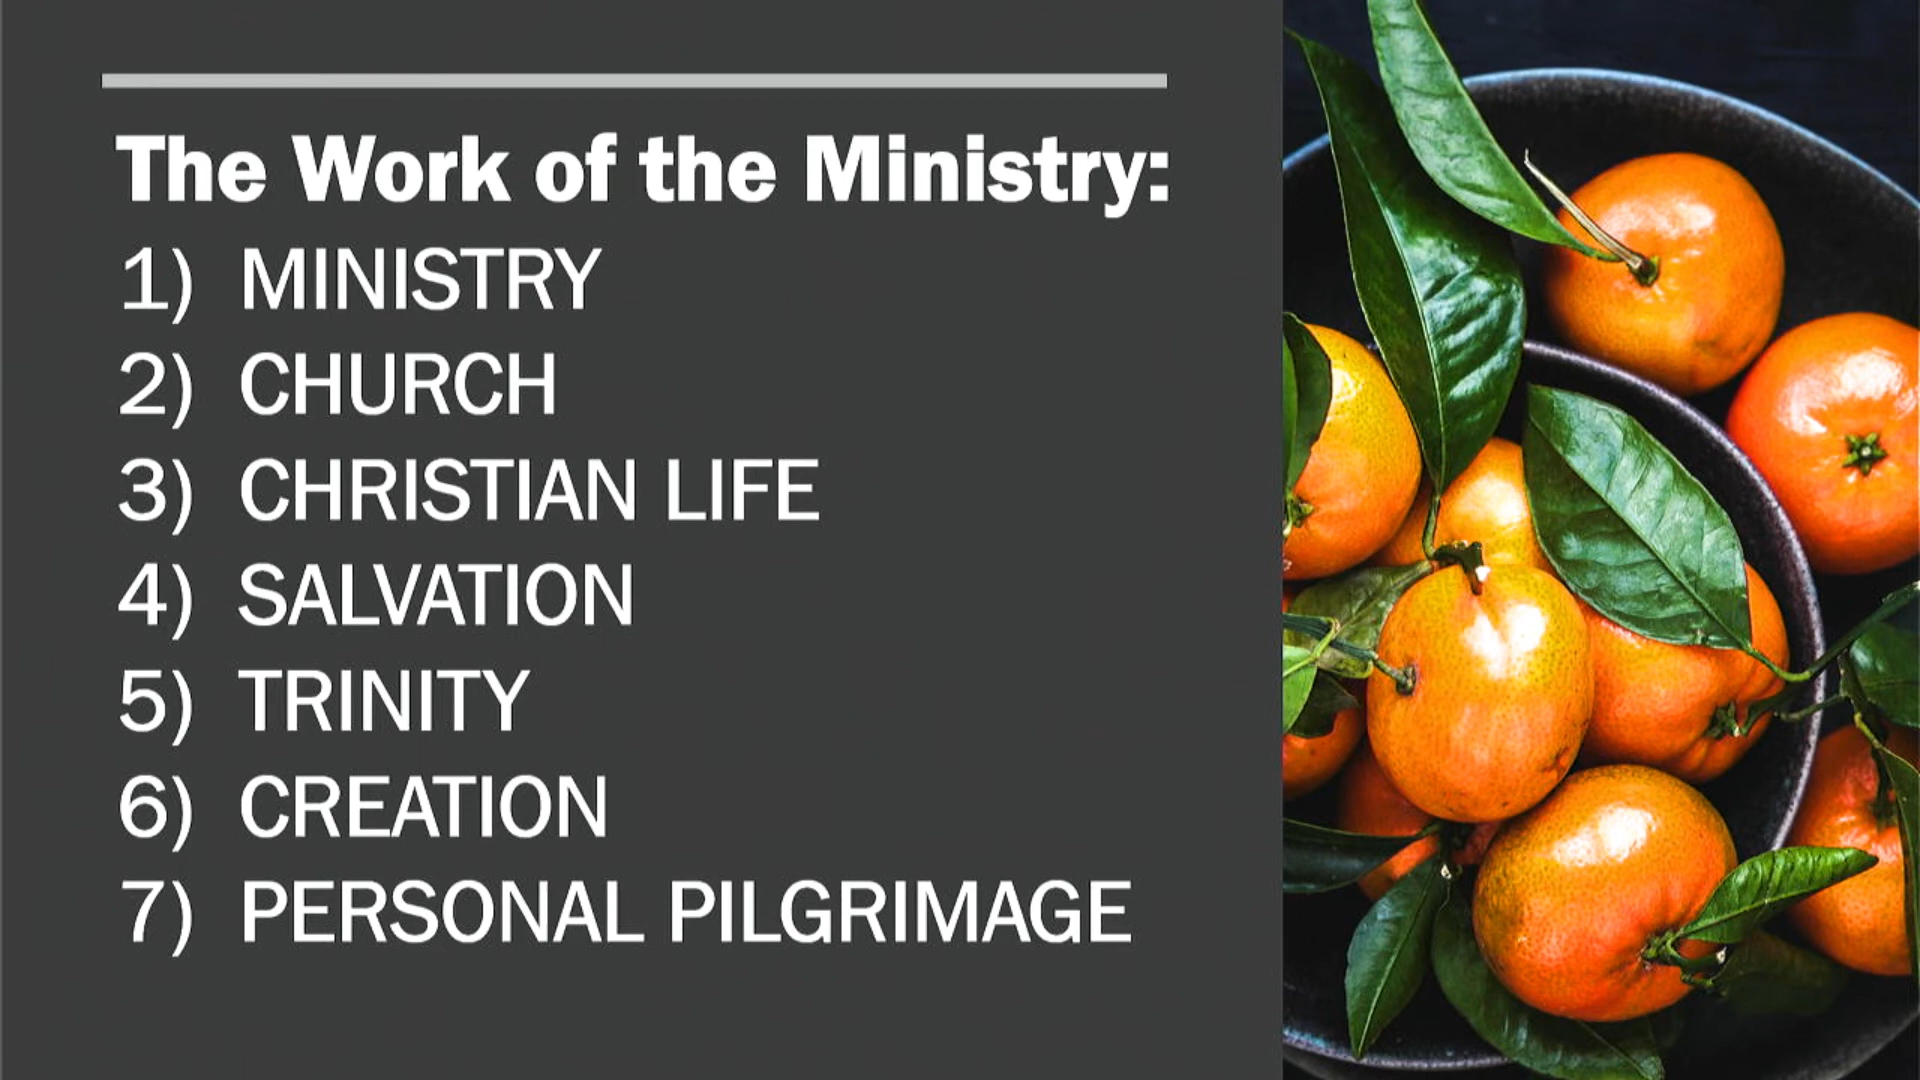 The Work of the Ministry:
1) MINISTRY
2) CHURCH
3) CHRISTIAN LIFE
4) SALVATION
5) TRINITY
6) CREATION
7) PERSONAL PILGRIMAGE